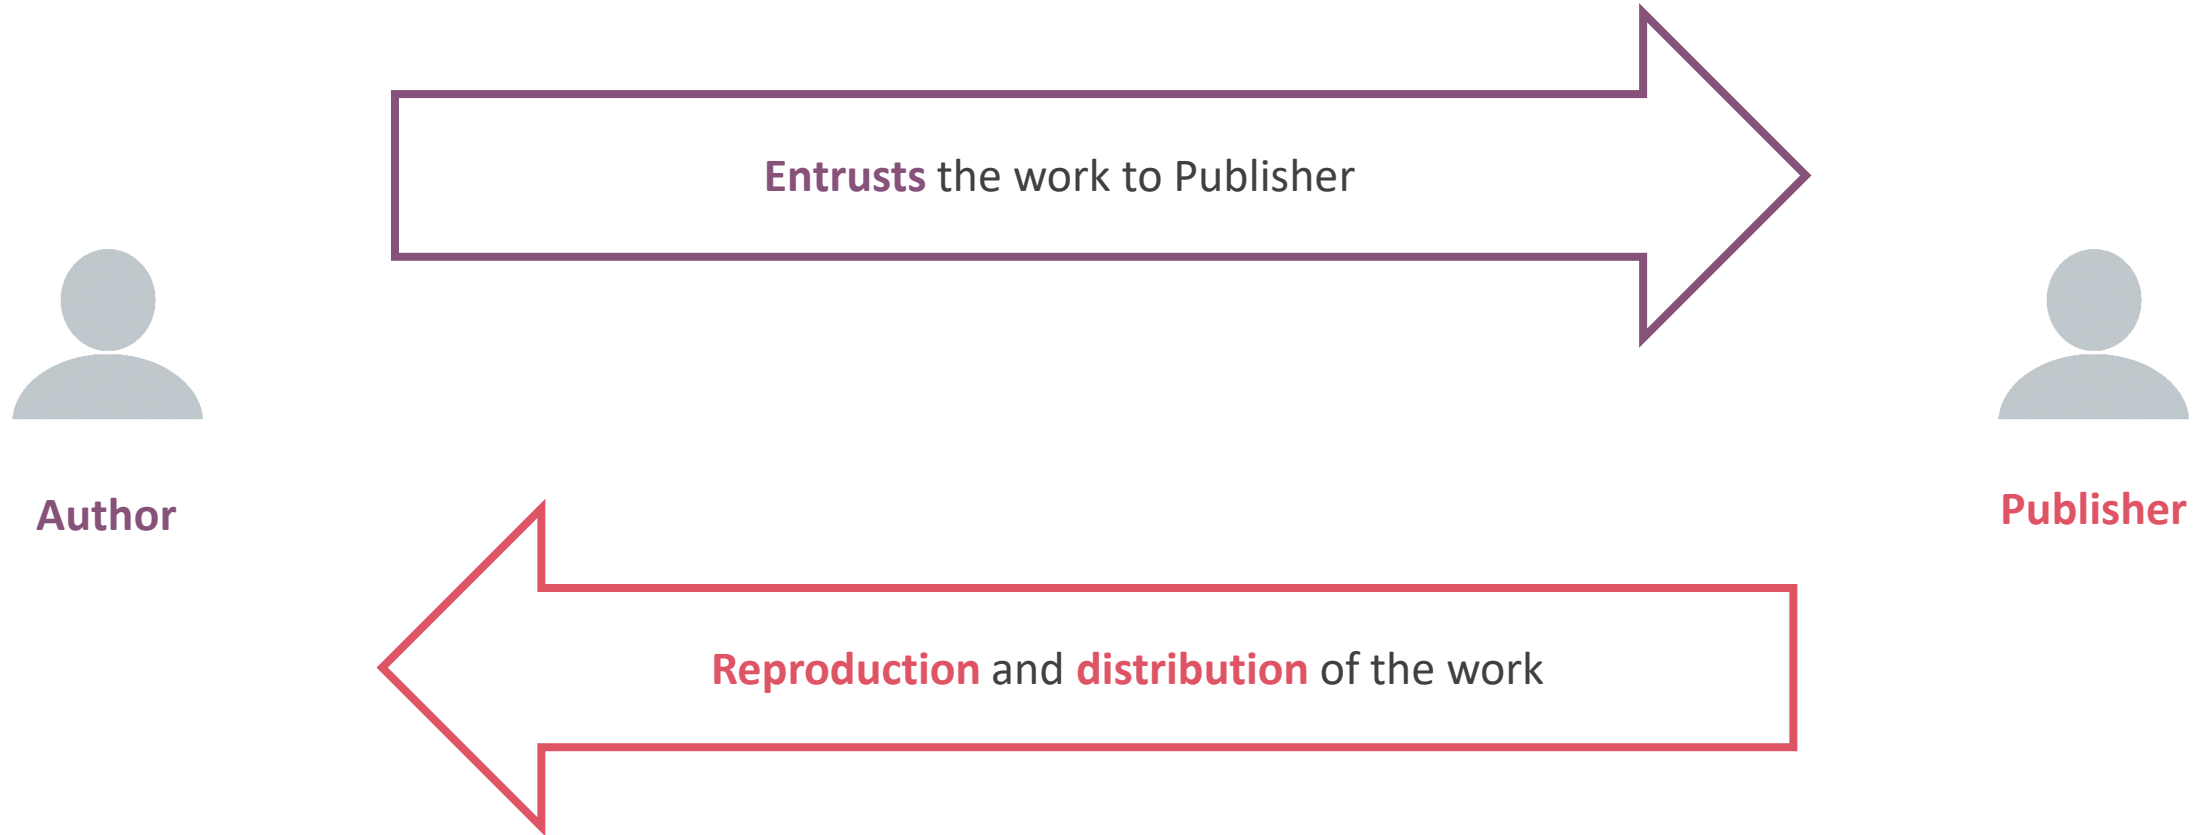 Entrusts the work to Publisher
Author
Publisher
Reproduction and distribution of the work